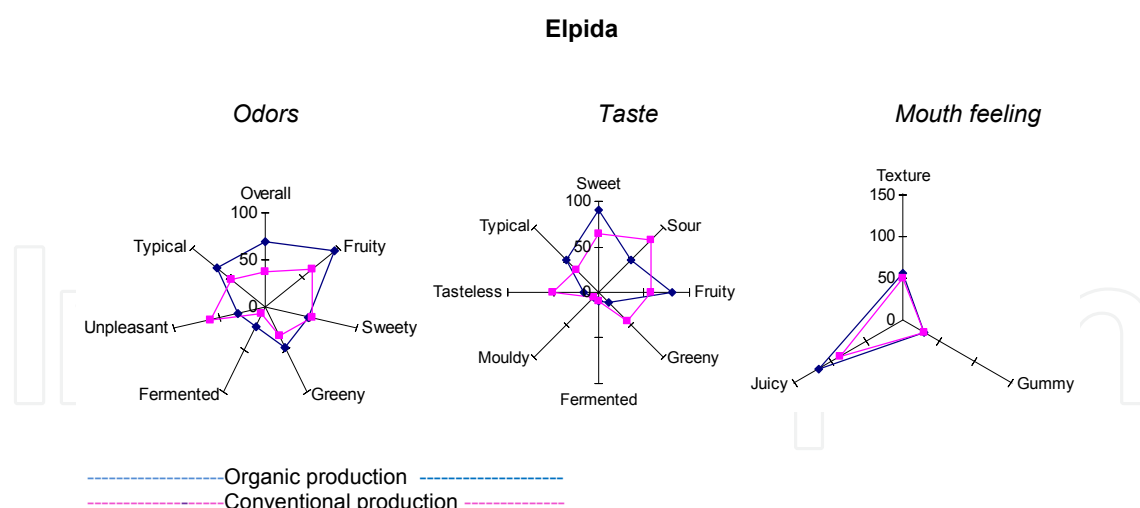 Elpida
Odors
Taste
Mouth feeling
Overall
100
50
0
Fruity
Sweety
Greeny
Fermented
Unpleasant
Typical
Sweet
100
50
0
Sour
Fruity
Greeny
Fermented
Mouldy
Tasteless
Typical
Texture
150
100
50
0
Gummy
Juicy
Organic production
Conventional production